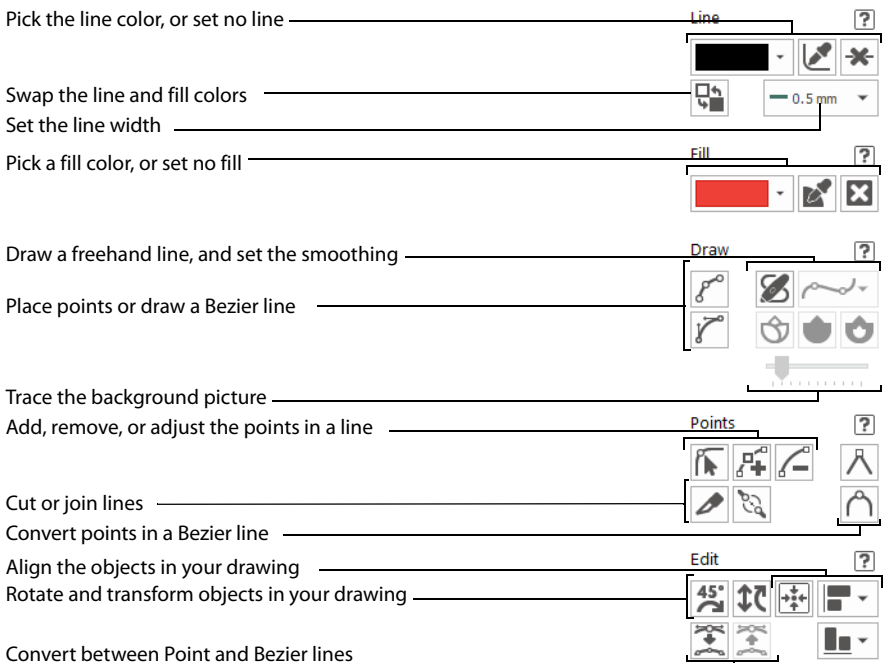 Pick the line color, or set no line
Line
?
Swap the line and fill colors
0.5 mm
Set the line width
Pick a fill color, or set no fill
Fill
?
Draw a freehand line, and set the smoothing
Draw
?
Place points or draw a Bezier line
Trace the background picture
Add, remove, or adjust the points in a line
Points
?
Cut or join lines
Convert points in a Bezier line
Align the objects in your drawing
Edit
?
Rotate and transform objects in your drawing
45°
Convert between Point and Bezier lines